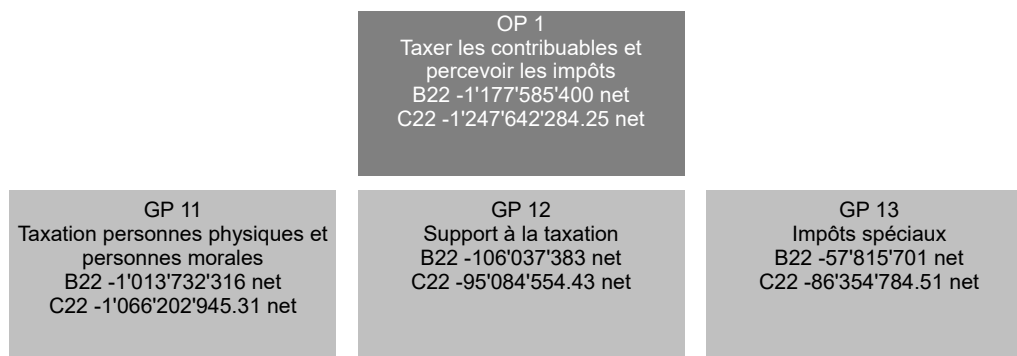 OP 1
Taxer les contribuables et
percevoir les impôts
B22 -1'177'585'400 net
C22 -1'247'642'284.25 net
GP 11
Taxation personnes physiques et
personnes morales
B22 -1'013'732'316 net
C22 -1'066'202'945.31 net
GP 12
Support à la taxation
B22 -106'037'383 net
C22 -95'084'554.43 net
GP 13
Impôts spéciaux
B22 -57'815'701 net
C22 -86'354'784.51 net